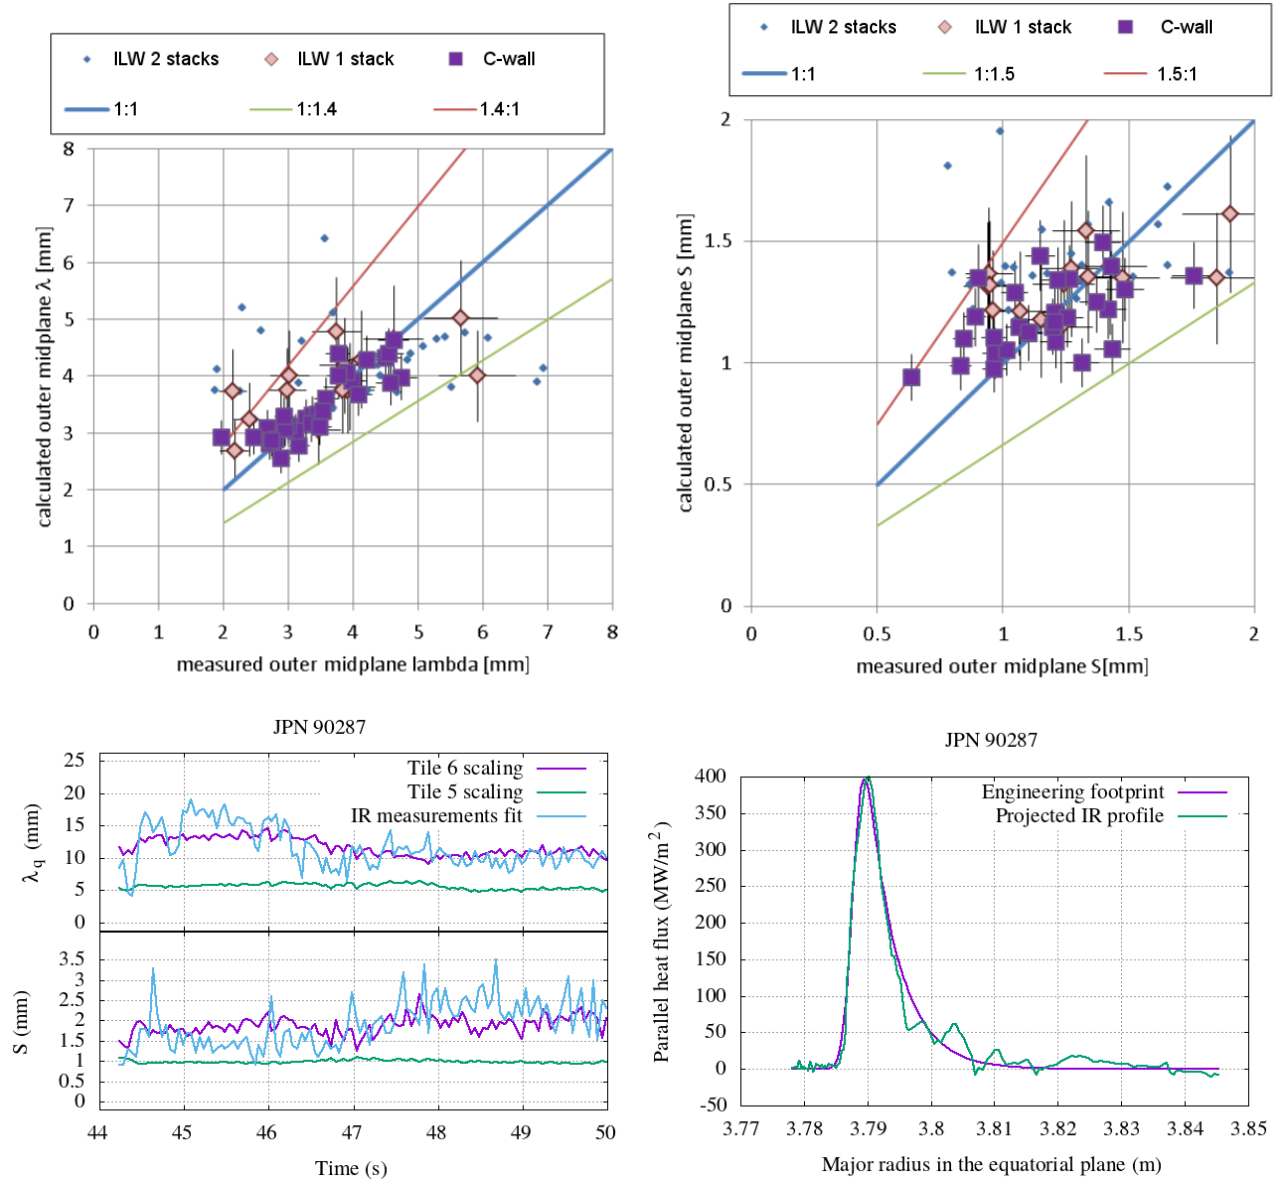 ILW 2 stacks ILW 1 stack C-wall
1:1 1:1.4 1.4:1
8
7
6
5
4
3
2
1
0
0 1 2 3 4 5 6 7 8
calculated outer midplane λ [mm]
measured outer midplane lambda [mm]
ILW 2 stacks ILW 1 stack C-wall
1:1 1:1.5 1.5:1
2
1.5
1
0.5
0
0 0.5 1 1.5 2
calculated outer midplane S [mm]
measured outer midplane S[mm]
JPN 90287
Tile 6 scaling
Tile 5 scaling
IR measurements fit
25
20
15
10
5
0
λq (mm)
3.5
3
2.5
2
1.5
1
0.5
0
S (mm)
44 45 46 47 48 49 50
Time (s)
JPN 90287
Engineering footprint
Projected IR profile
400
350
300
250
200
150
100
50
0
-50
Parallel heat flux (MW/m2)
3.77 3.78 3.79 3.8 3.81 3.82 3.83 3.84 3.85
Major radius in the equatorial plane (m)